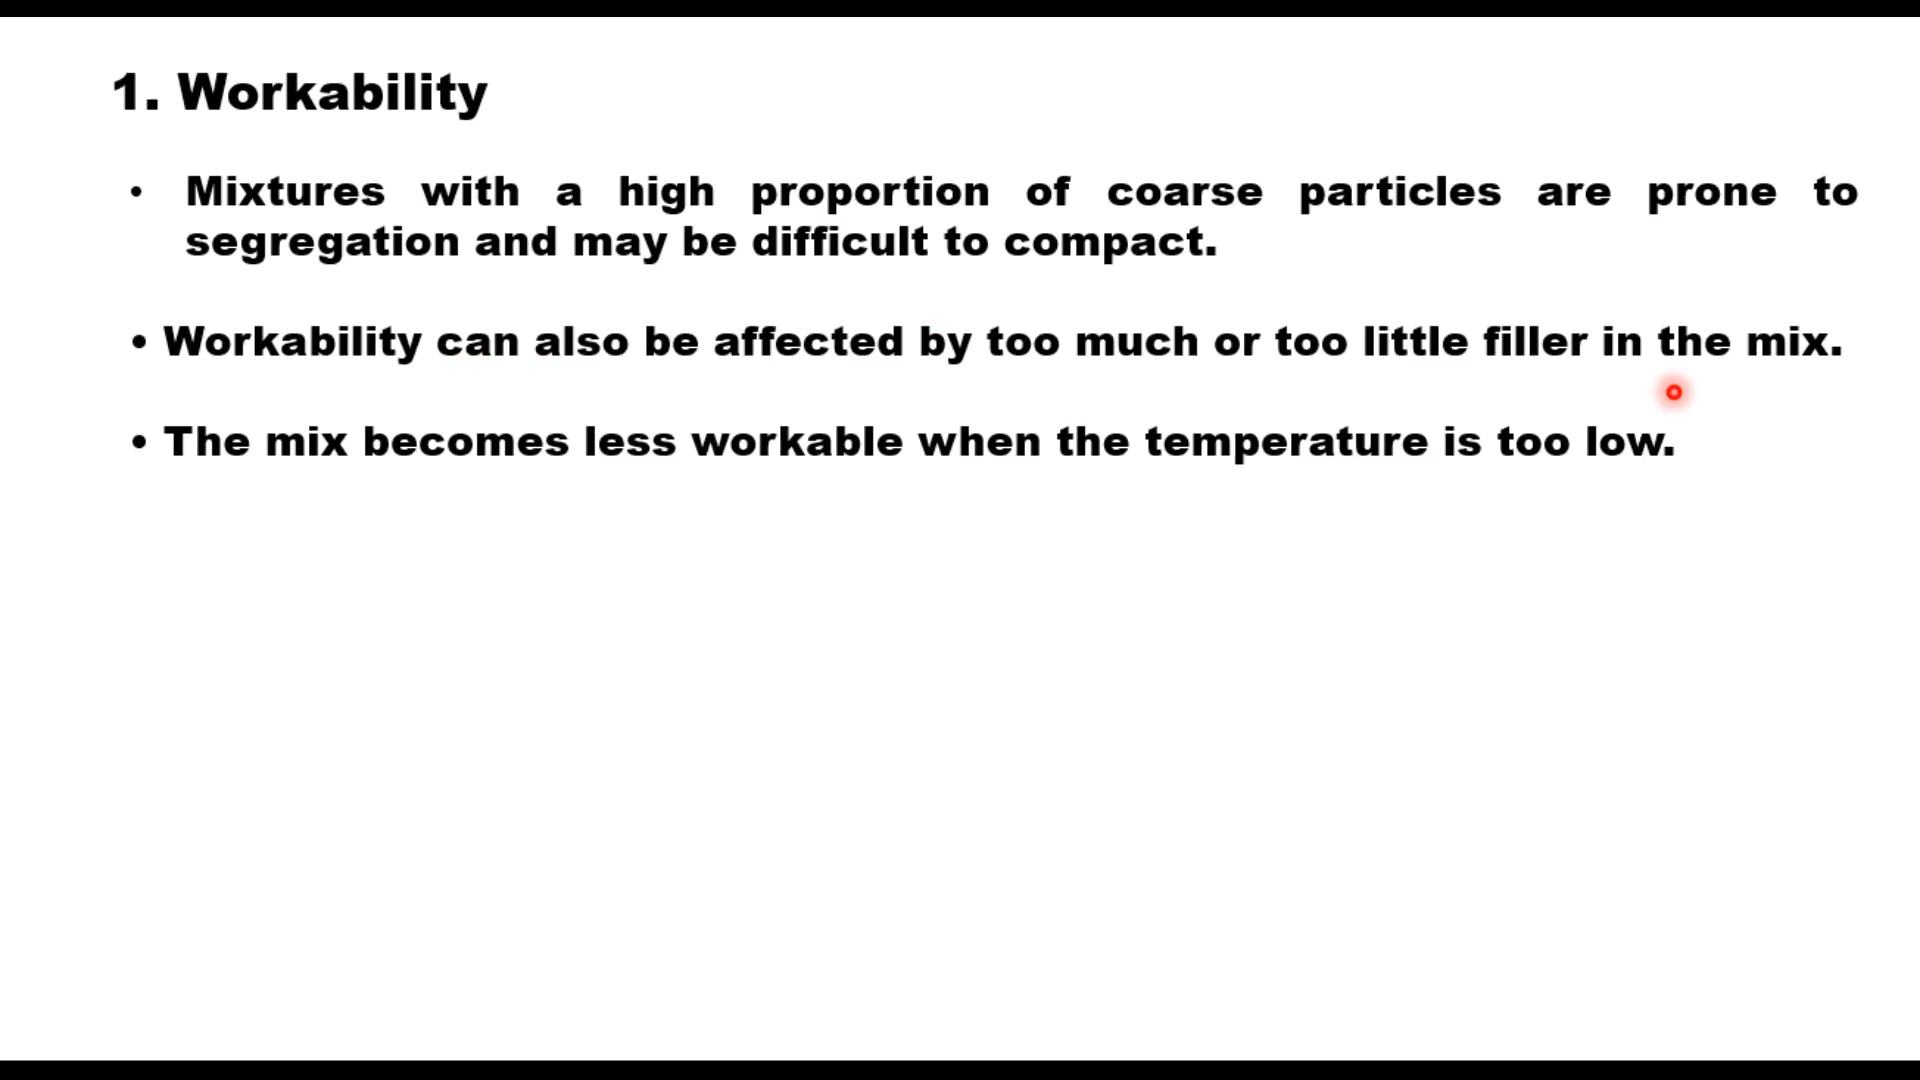 1. Workability
• Mixtures with a high proportion of coarse particles are prone to
segregation and may be difficult to compact.
• Workability can also be affected by too much or too little filler in the mix.
• The mix becomes less workable when the temperature is too low.